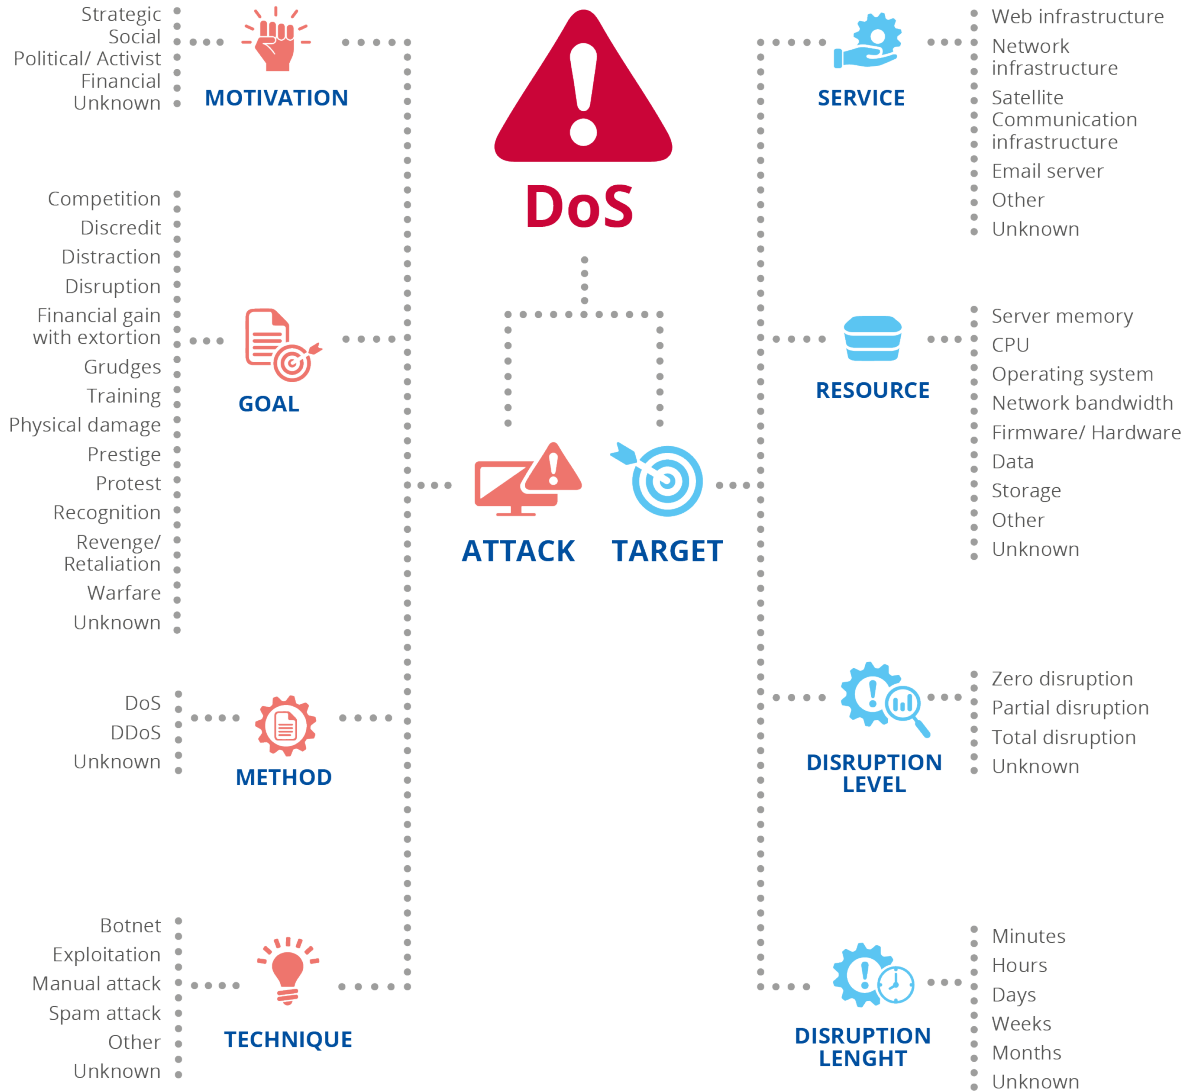 DoS
ATTACK
TARGET
Strategic
Social
Political/ Activist
Financial
Unknown
MOTIVATION
Competition
Discredit
Distraction
Disruption
Financial gain
with extortion
Grudges
Training
Physical damage
Prestige
Protest
Recognition
Revenge/
Retaliation
Warfare
Unknown
GOAL
DoS
DDoS
Unknown
METHOD
Botnet
Exploitation
Manual attack
Spam attack
Other
Unknown
TECHNIQUE
SERVICE
Web infrastructure
Network
infrastructure
Satellite
Communication
infrastructure
Email server
Other
Unknown
RESOURCE
Server memory
CPU
Operating system
Network bandwidth
Firmware/ Hardware
Data
Storage
Other
Unknown
DISRUPTION
LEVEL
Zero disruption
Partial disruption
Total disruption
Unknown
DISRUPTION
LENGHT
Minutes
Hours
Days
Weeks
Months
Unknown